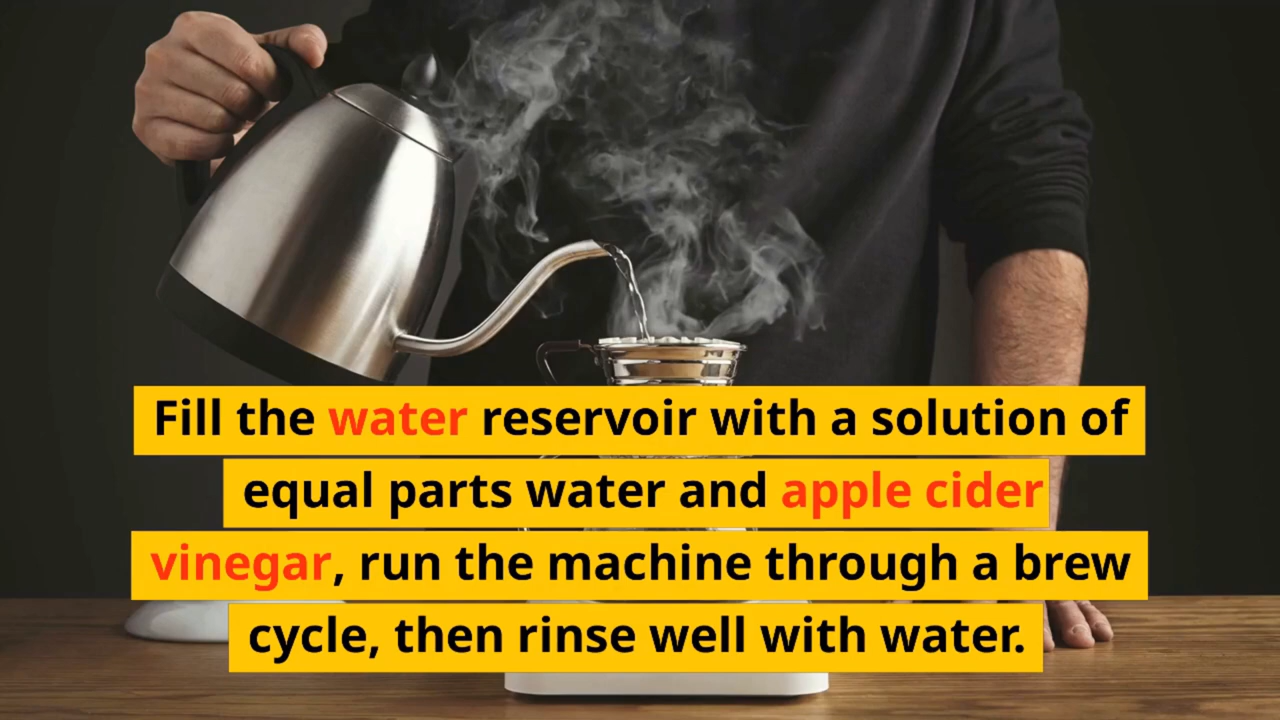 Fill the water reservoir with a solution of
equal parts water and apple cider
vinegar, run the machine through a brew
cycle, then rinse well with water.